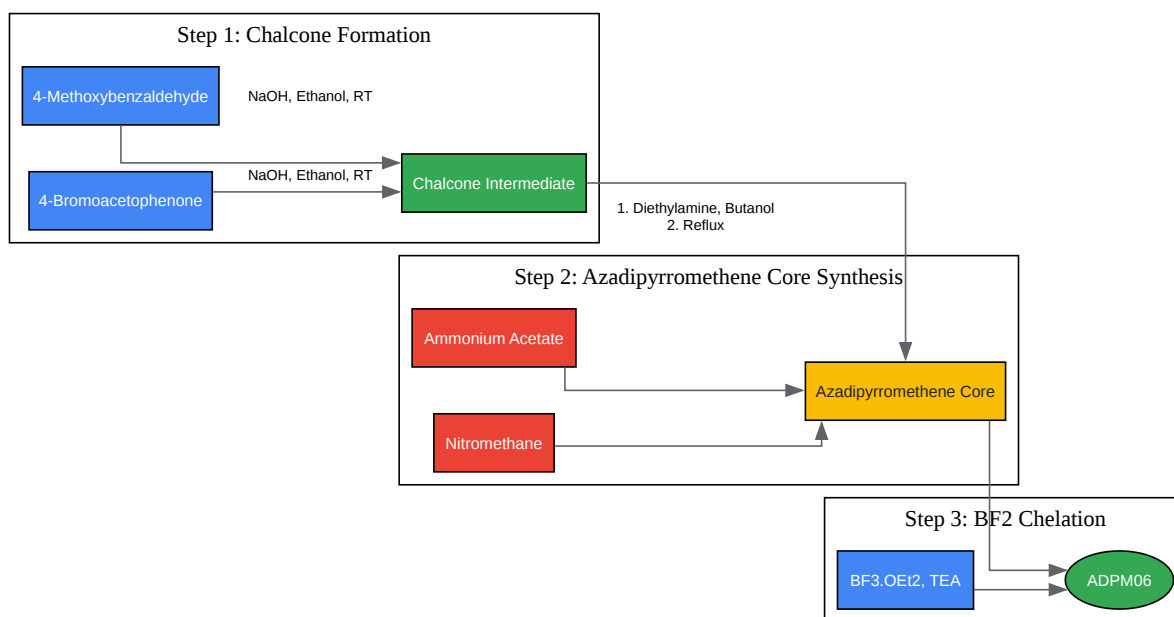 Step 1: Chalcone Formation
4-Methoxybenzaldehyde
NaOH, Ethanol, RT
NaOH, Ethanol, RT
4-Bromoacetophenone
Chalcone Intermediate
1. Diethylamine, Butanol
2. Reflux
Step 2: Azadipyrromethene Core Synthesis
Ammonium Acetate
Azadipyrromethene Core
Nitromethane
Step 3: BF2 Chelation
BF3.OEt2, TEA
ADPM06